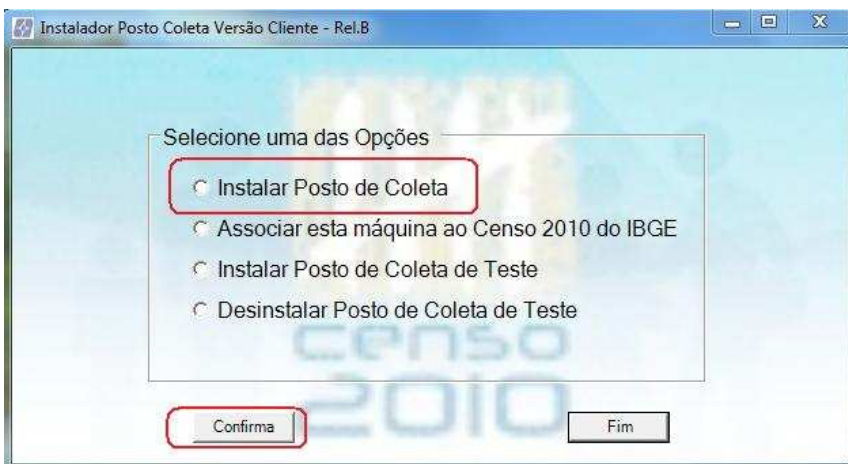 Instalador Posto Coleta Versão Cliente - Rel.B
Selecione uma das Opções
Instalar Posto de Coleta
Associar esta máquina ao Censo 2010 do IBGE
Instalar Posto de Coleta de Teste
Desinstalar Posto de Coleta de Teste
censo
2010
Confirma
Fim